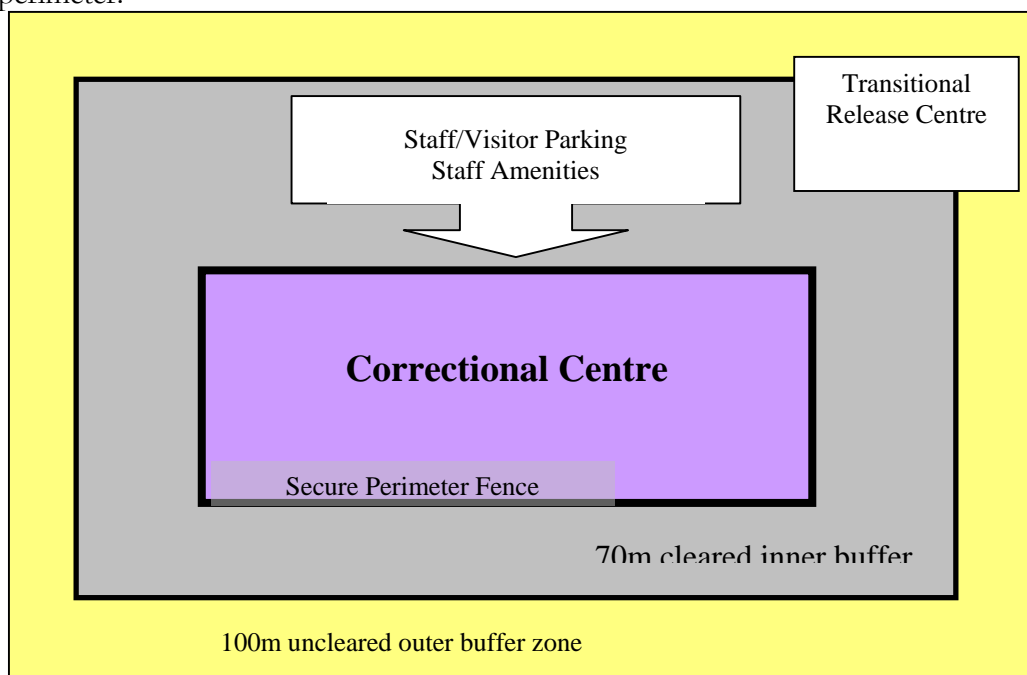 perimeter.
Transitional
Release Centre
Staff/Visitor Parking
Staff Amenities
Correctional Centre
Secure Perimeter Fence
70m cleared inner buffer
100m uncleared outer buffer zone